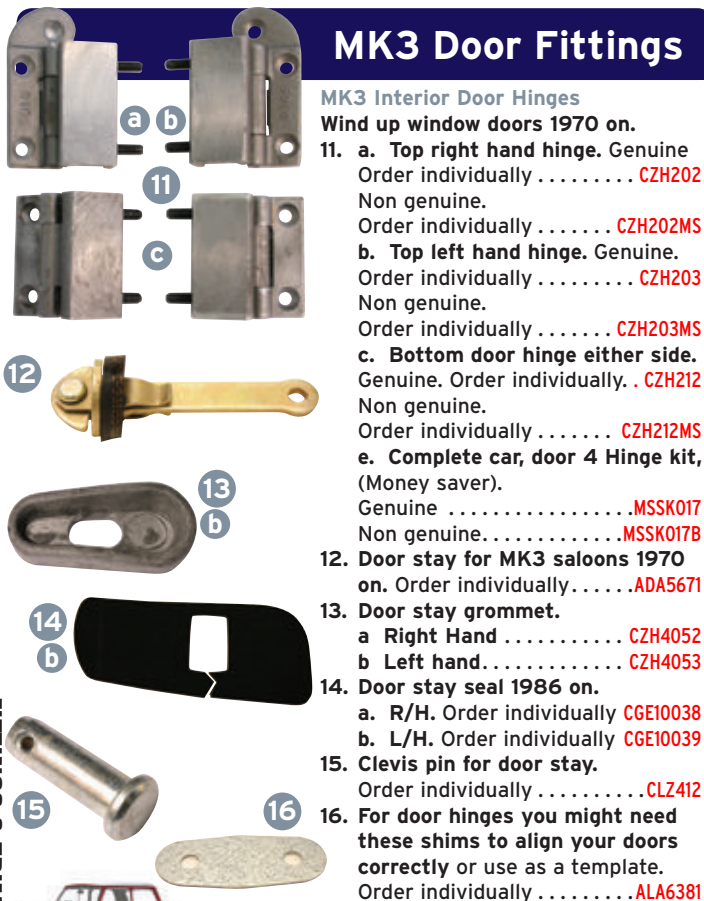 MK3 Door Fittings
MK3 Interior Door Hinges
Wind up window doors 1970 on.
11. a. Top right hand hinge. Genuine
Order individually . . . . . . . . . CZH202
Non genuine.
Order individually . . . . . . . CZH202MS
b. Top left hand hinge. Genuine.
Order individually . . . . . . . . . CZH203
Non genuine.
Order individually . . . . . . . CZH203MS
c. Bottom door hinge either side.
Genuine. Order individually. . CZH212
Non genuine.
Order individually . . . . . . . CZH212MS
e. Complete car, door 4 Hinge kit,
(Money saver).
Genuine . . . . . . . . . . . . . . . . .MSSK017
Non genuine. . . . . . . . . . . . .MSSK017B
12. Door stay for MK3 saloons 1970
on. Order individually. . . . . .ADA5671
13. Door stay grommet.
a Right Hand . . . . . . . . . . . CZH4052
b Left hand. . . . . . . . . . . . . CZH4053
14. Door stay seal 1986 on.
a. R/H. Order individually CGE10038
b. L/H. Order individually CGE10039
15. Clevis pin for door stay.
Order individually . . . . . . . . . .CLZ412
16. For door hinges you might need
these shims to align your doors
correctly or use as a template.
Order individually . . . . . . . . .ALA6381
a b
11
c
12
13
b
14
b
15
16